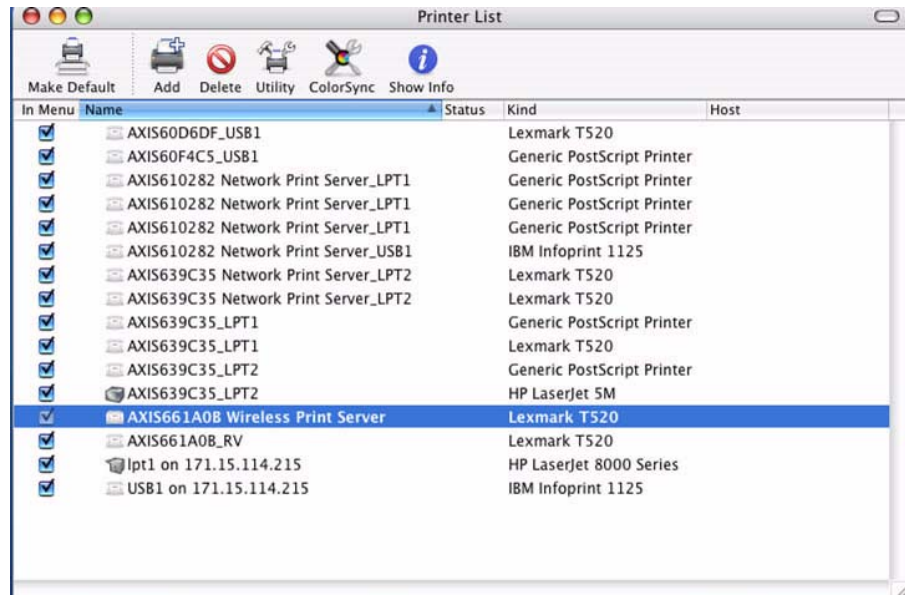 Printer List
Make Default Add Delete Utility ColorSync Show Info
In Menu Name Status Kind Host
AXIS60D6DF_USB1 Lexmark T520
AXIS60F4C5_USB1 Generic PostScript Printer
AXIS610282 Network Print Server_LPT1 Generic PostScript Printer
AXIS610282 Network Print Server_LPT1 Generic PostScript Printer
AXIS610282 Network Print Server_LPT1 Generic PostScript Printer
AXIS610282 Network Print Server_USB1 IBM Infoprint 1125
AXIS639C35 Network Print Server_LPT2 Lexmark T520
AXIS639C35 Network Print Server_LPT2 Lexmark T520
AXIS639C35_LPT1 Generic PostScript Printer
AXIS639C35_LPT1 Lexmark T520
AXIS639C35_LPT2 Generic PostScript Printer
AXIS639C35_LPT2 HP LaserJet 5M
AXIS661A0B Wireless Print Server Lexmark T520
AXIS661A0B_RV Lexmark T520
lpt1 on 171.15.114.215 HP LaserJet 8000 Series
USB1 on 171.15.114.215 IBM Infoprint 1125